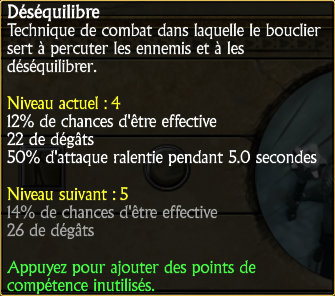 Déséquilibre
Technique de combat dans laquelle le bouclier
sert à percuter les ennemis et à les
déséquilibrer.
Niveau actuel : 4
12% de chances d'être effective
22 de dégâts
50% d'attaque ralentie pendant 5.0 secondes
Niveau suivant : 5
14% de chances d'être effective
26 de dégâts
Appuyez pour ajouter des points de
compétence inutilisés.